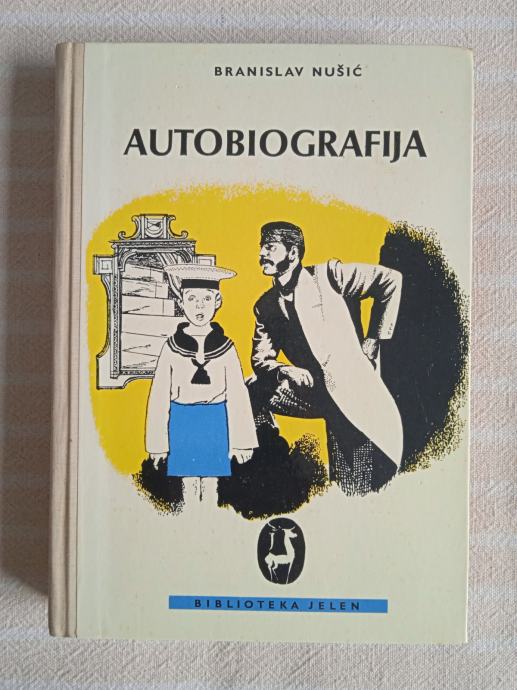 BRANISLAV NUŠIĆ
AUTOBIOGRAFIJA
BIBLIOTEKA JELEN